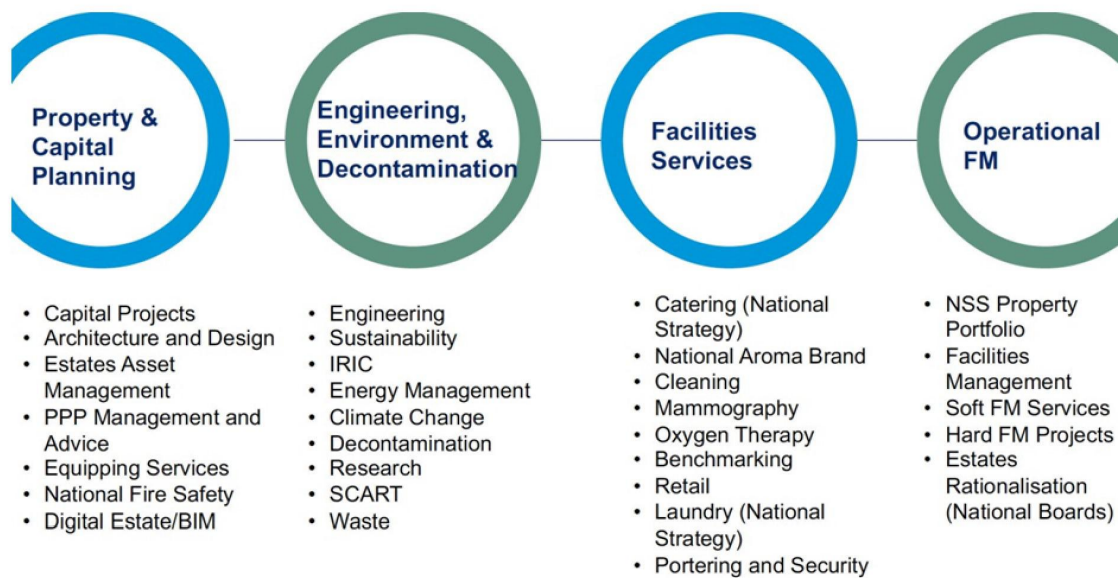 Property &
Capital
Planning
Engineering,
Environment &
Decontamination
Facilities
Services
Operational
FM
• Capital Projects
• Architecture and Design
• Estates Asset
Management
• PPP Management and
Advice
• Equipping Services
• National Fire Safety
• Digital Estate/BIM
• Engineering
• Sustainability
• IRIC
• Energy Management
• Climate Change
• Decontamination
• Research
• SCART
• Waste
• Catering (National
Strategy)
• National Aroma Brand
• Cleaning
• Mammography
• Oxygen Therapy
• Benchmarking
• Retail
• Laundry (National
Strategy)
• Portering and Security
• NSS Property
Portfolio
• Facilities
Management
• Soft FM Services
• Hard FM Projects
• Estates
Rationalisation
(National Boards)